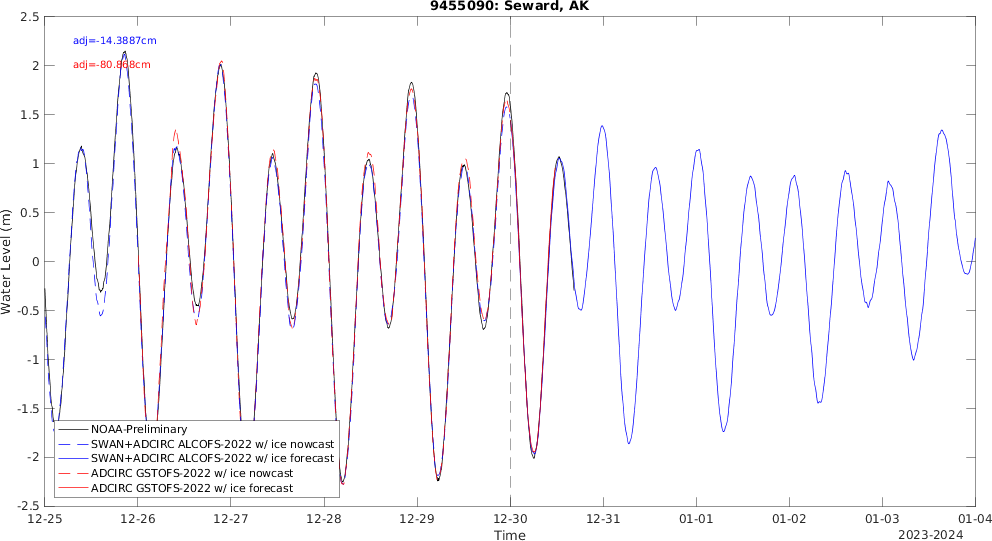 9455090: Seward, AK
2.5
2
1.5
1
0.5
0
-0.5
-1
-1.5
-2
-2.5
Water Level (m)
adj=-14.3887cm
adj=-80.868cm
NOAA-Preliminary
SWAN+ADCIRC ALCOFS-2022 w/ ice nowcast
SWAN+ADCIRC ALCOFS-2022 w/ ice forecast
ADCIRC GSTOFS-2022 w/ ice nowcast
ADCIRC GSTOFS-2022 w/ ice forecast
12-25 12-26 12-27 12-28 12-29 12-30 12-31 01-01 01-02 01-03 01-04
Time
2023-2024